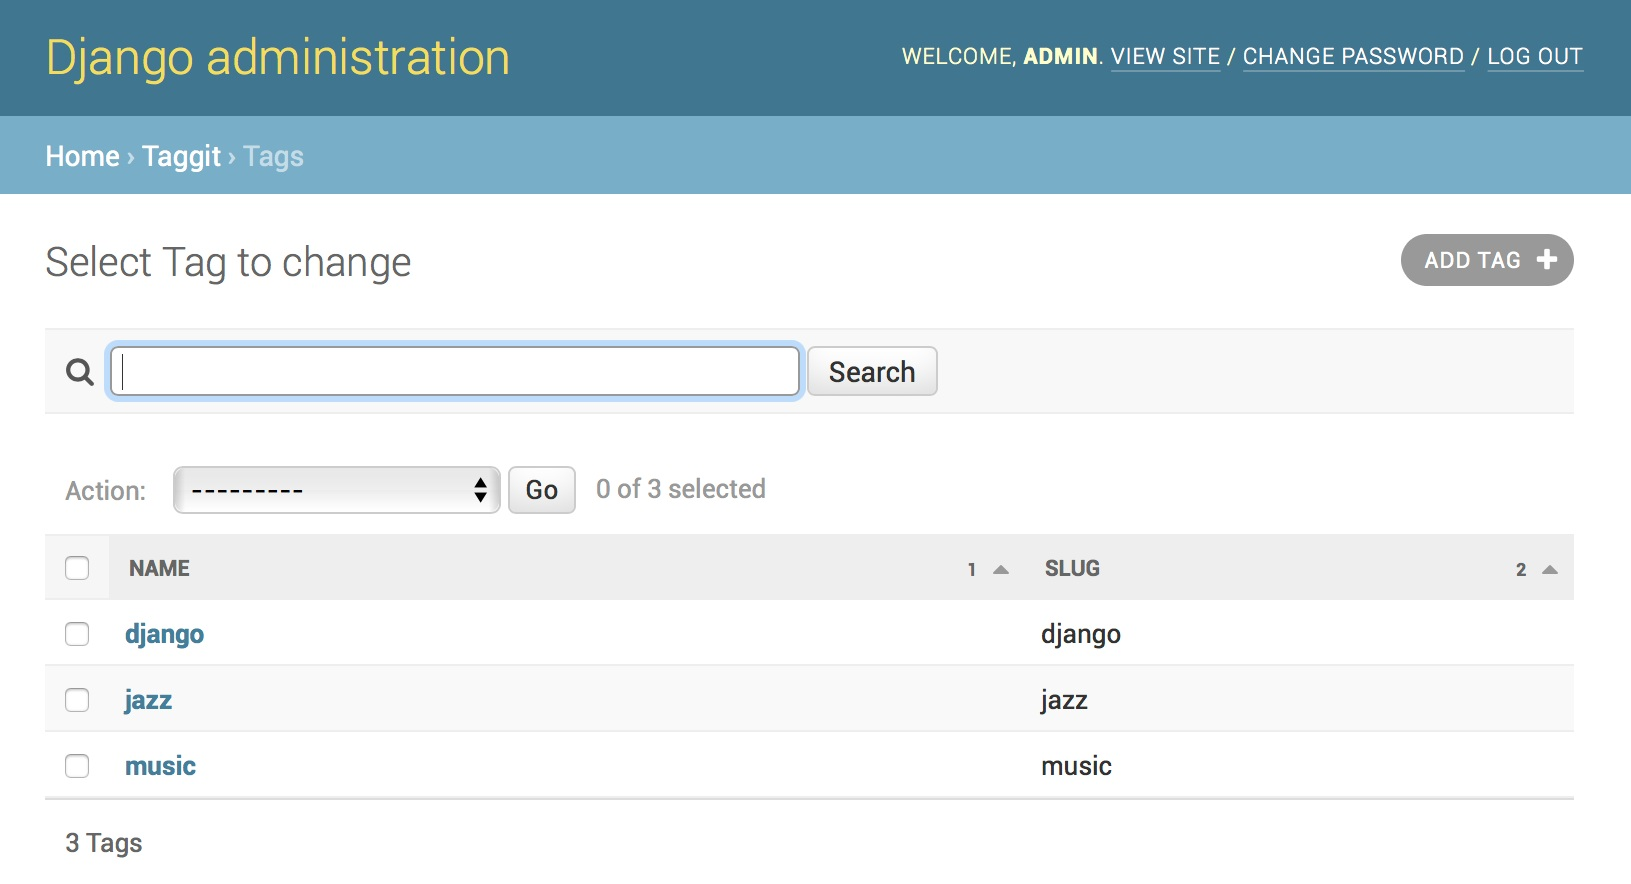 Django administration
WELCOME, ADMIN. VIEW SITE / CHANGE PASSWORD / LOG OUT
Home › Taggit › Tags
Select Tag to change
ADD TAG +
Search
Action: --------- Go 0 of 3 selected
NAME 1 SLUG 2
django django
jazz jazz
music music
3 Tags